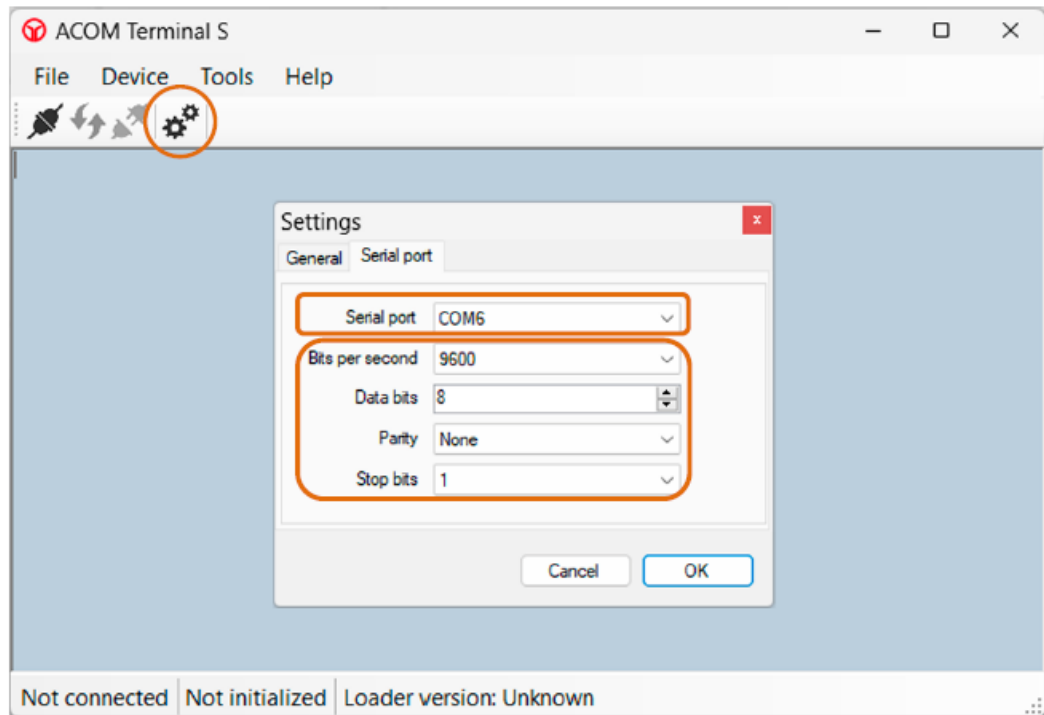 ACOM Terminal S
File Device Tools Help
Settings
General Serial port
Serial port COM6
Bits per second 9600
Data bits 8
Parity None
Stop bits 1
Cancel OK
Not connected Not initialized Loader version: Unknown